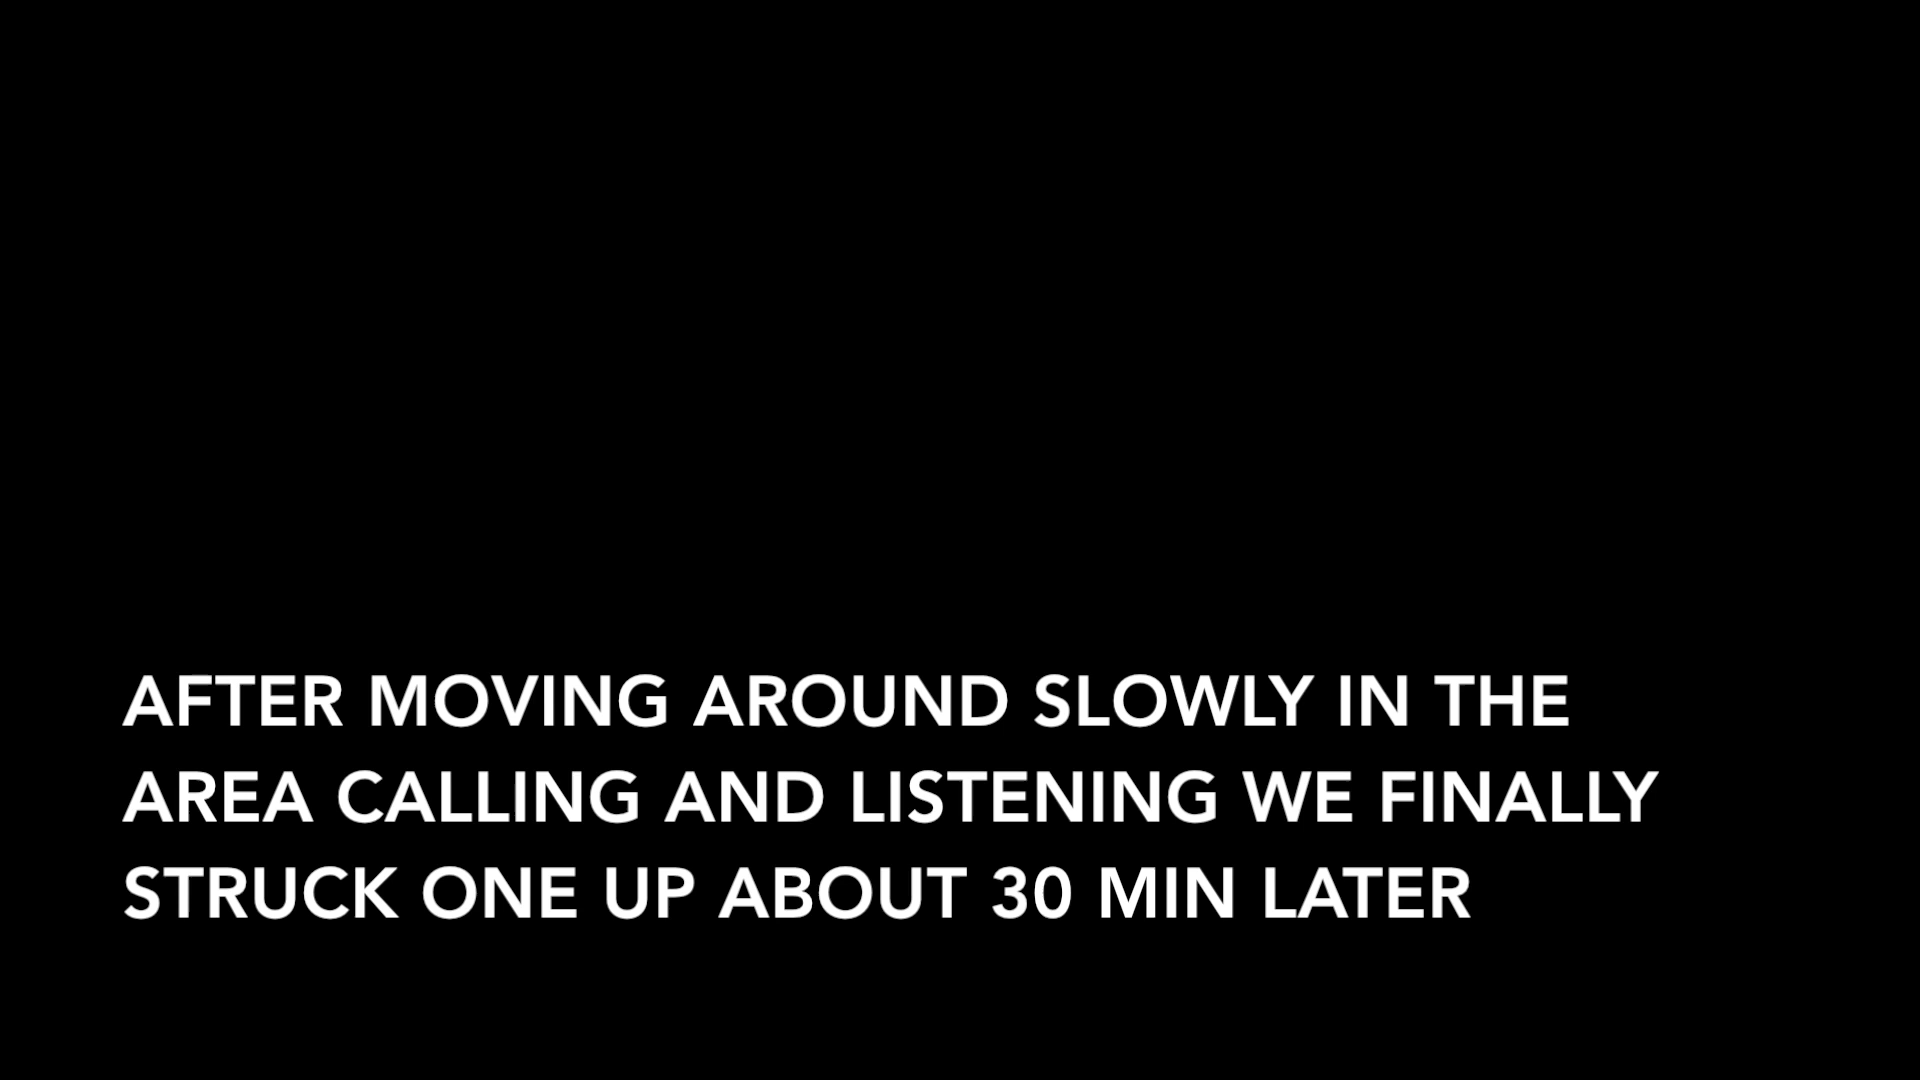 AFTER MOVING AROUND SLOWLY IN THE
AREA CALLING AND LISTENING WE FINALLY
STRUCK ONE UP ABOUT 30 MIN LATER